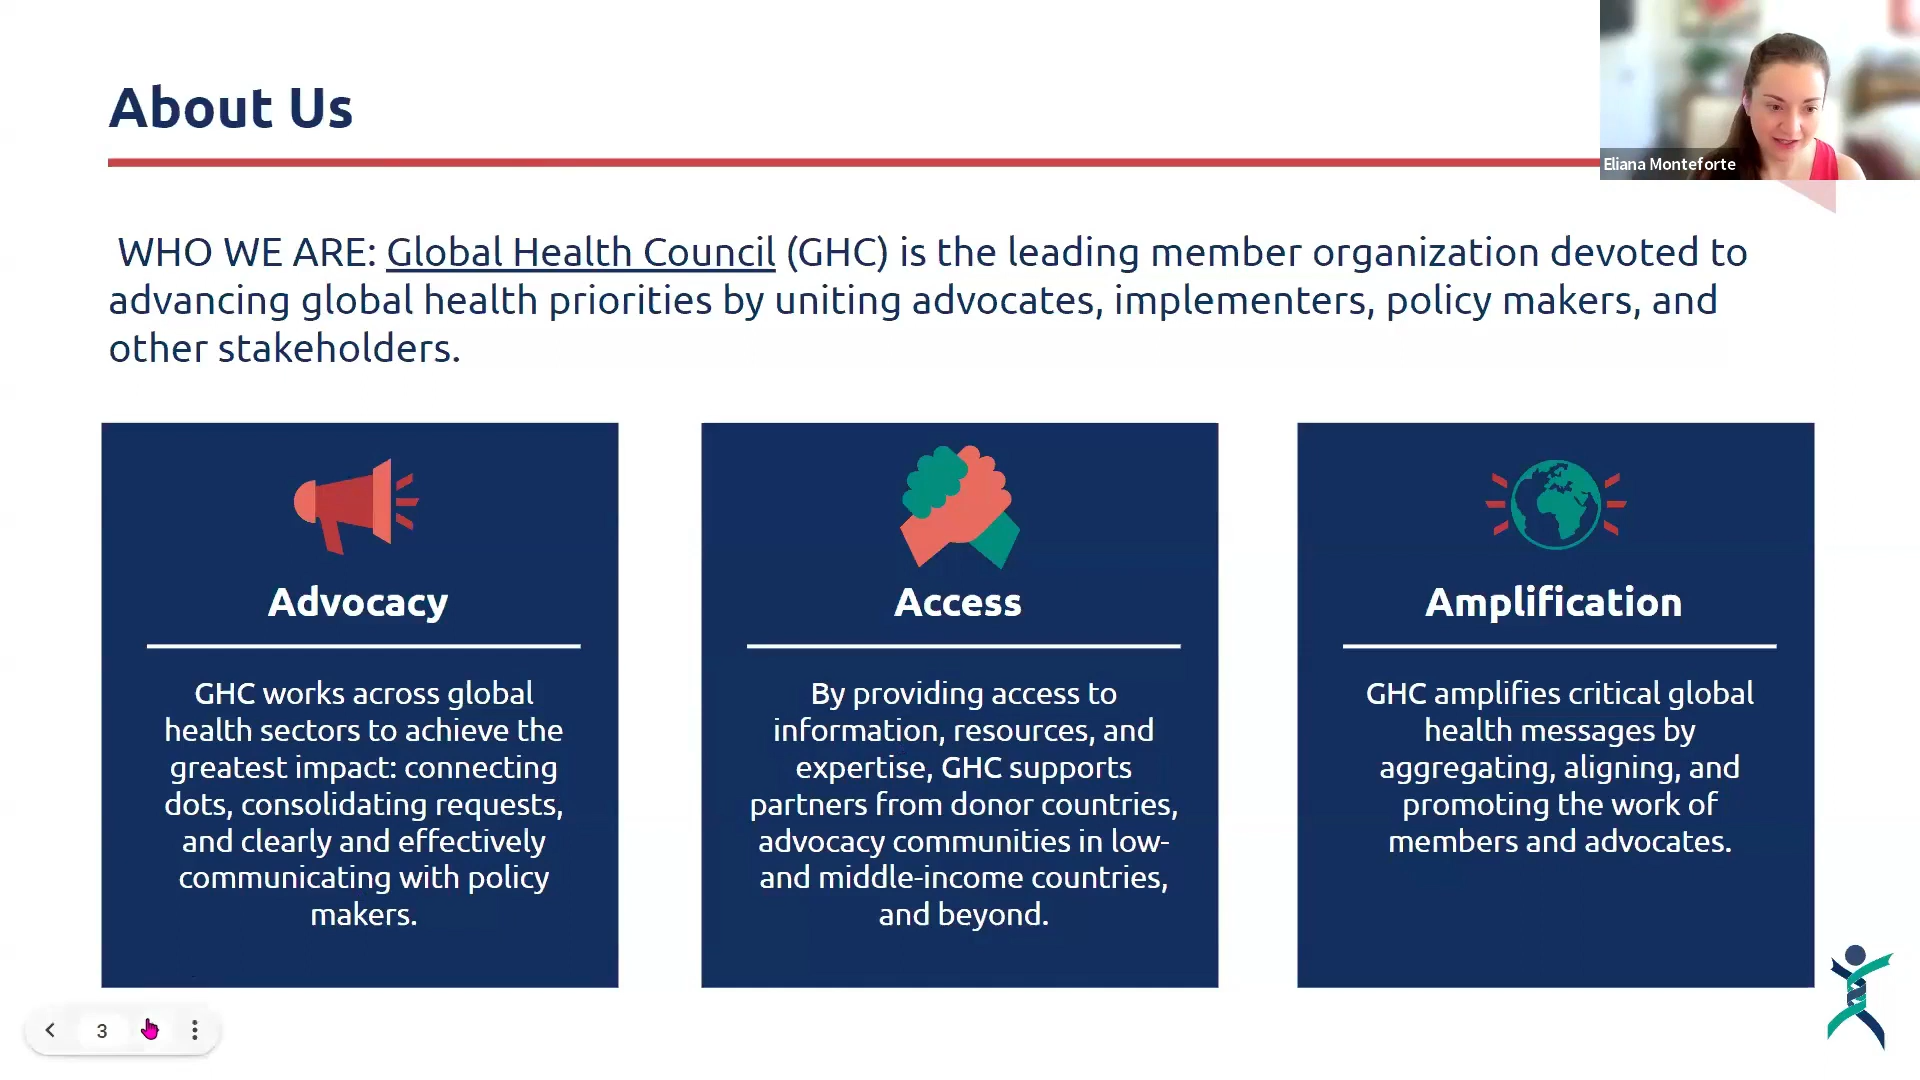 About Us
Eliana Monteforte
WHO WE ARE: Global Health Council (GHC) is the leading member organization devoted to
advancing global health priorities by uniting advocates, implementers, policy makers, and
other stakeholders.
Advocacy
GHC works across global
health sectors to achieve the
greatest impact: connecting
dots, consolidating requests,
and clearly and effectively
communicating with policy
makers.
Access
By providing access to
information, resources, and
expertise, GHC supports
partners from donor countries,
advocacy communities in low-
and middle-income countries,
and beyond.
Amplification
GHC amplifies critical global
health messages by
aggregating, aligning, and
promoting the work of
members and advocates.
3